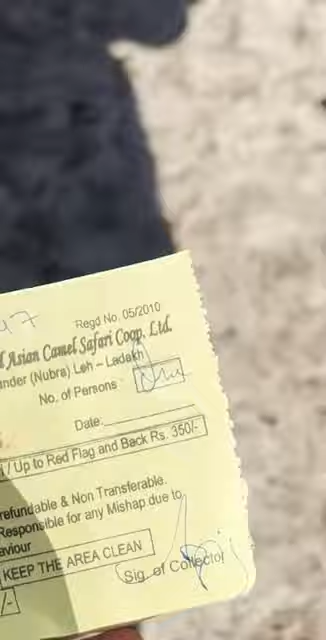 47
Regd No. 05/2010
Asian Camel Safari Coop. Ltd.
nder (Nubra) Leh – Ladakh
No. of Persons
Date:
/ Up to Red Flag and Back Rs. 350/-
refundable & Non Transferable.
Responsible for any Mishap due to
aviour
KEEP THE AREA CLEAN
Sig. of Collector
/-